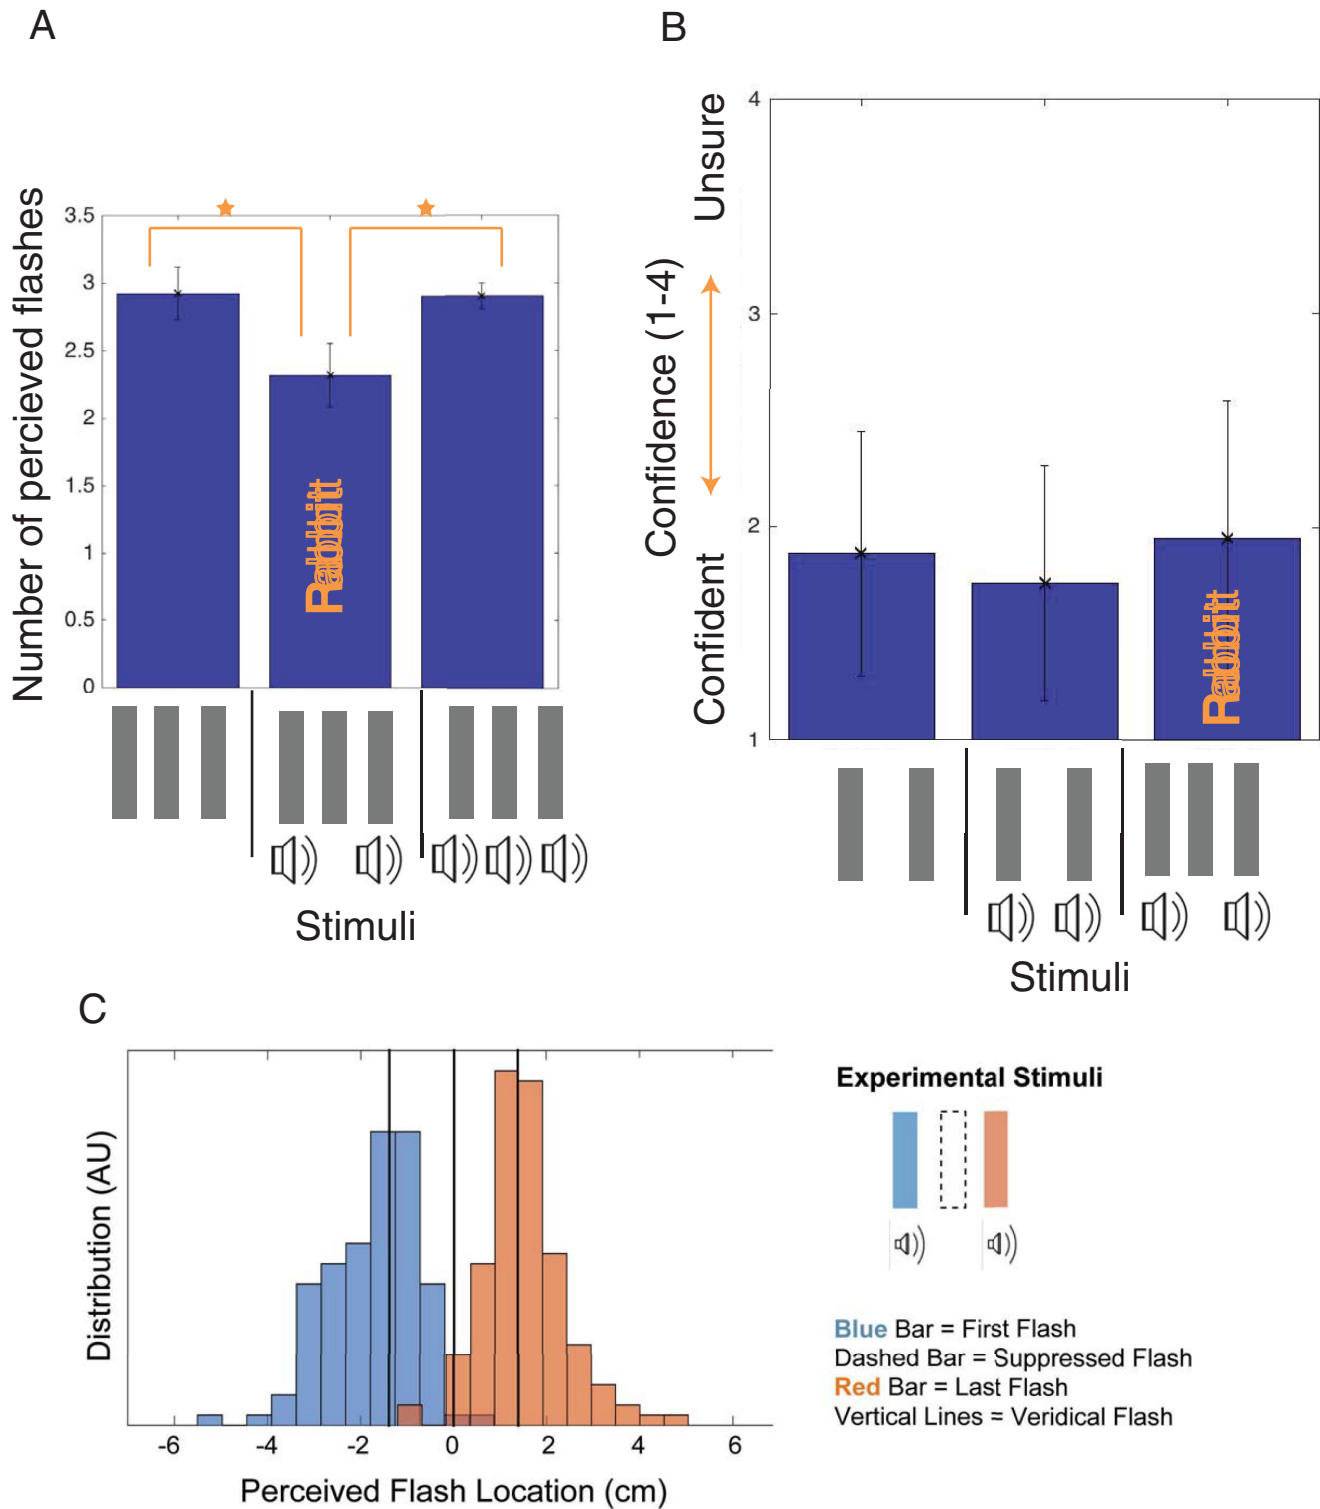 A
Number of percieved flashes
3.5
3
2.5
2
1.5
1
0.5
0
Rabbit
Stimuli
B
Unsure
Confidence (1-4)
Confident
4
3
2
1
Rabbit
Stimuli
C
Distribution (AU)
-6 -4 -2 0 2 4 6
Perceived Flash Location (cm)
Experimental Stimuli
Blue Bar = First Flash
Dashed Bar = Suppressed Flash
Red Bar = Last Flash
Vertical Lines = Veridical Flash